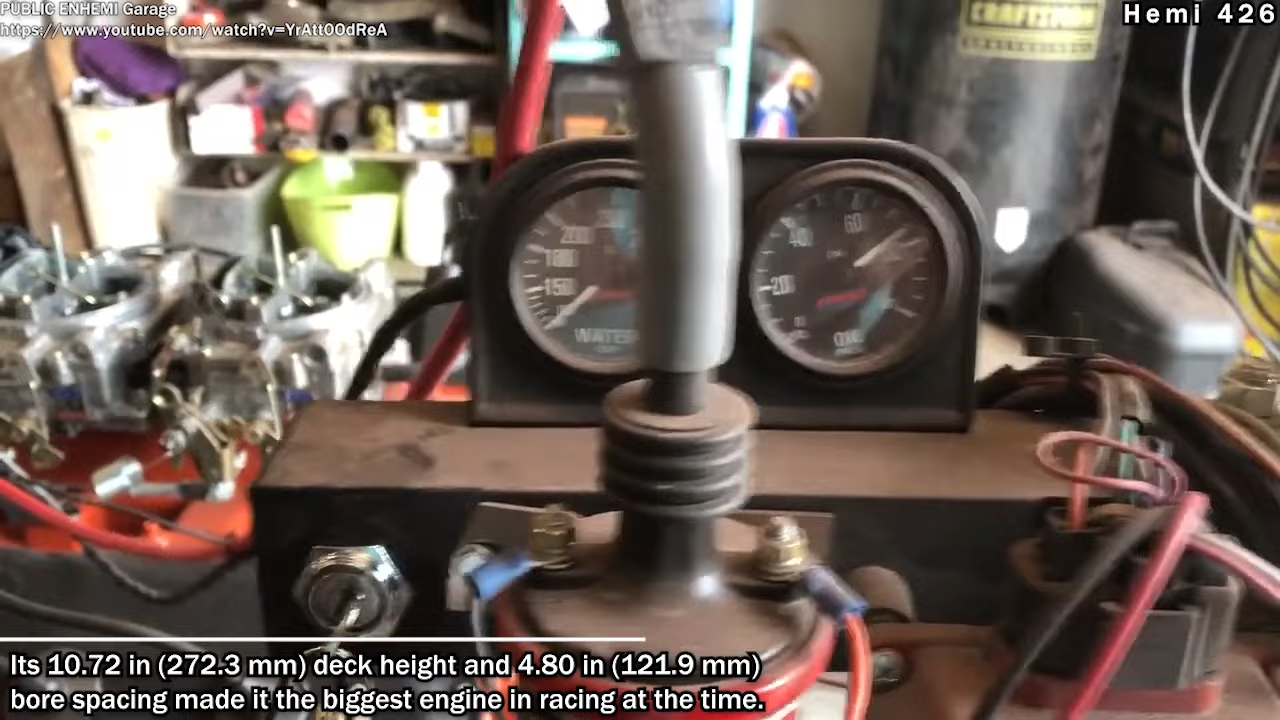 PUBLIC ENHEMI Garage
https://www.youtube.com/watch?v=YrAtt0OdReA
Hemi 426
CRAFTSMAN
200
180
150
WATER
60
40
20
OIL
Its 10.72 in (272.3 mm) deck height and 4.80 in (121.9 mm)
bore spacing made it the biggest engine in racing at the time.